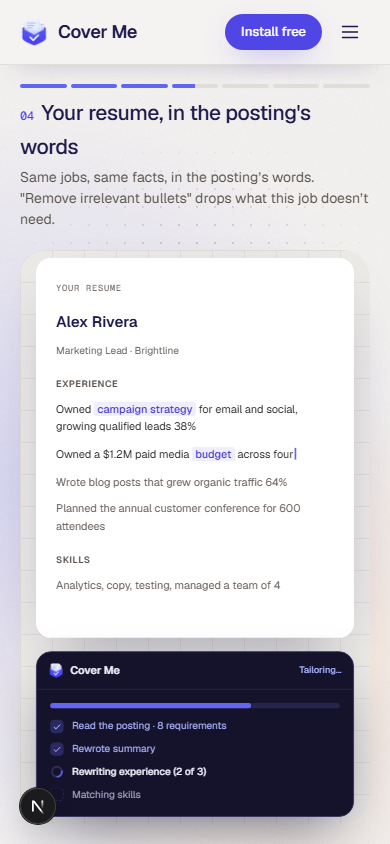 Cover Me
Install free
04 Your resume, in the posting's
words
Same jobs, same facts, in the posting's words.
"Remove irrelevant bullets" drops what this job doesn't
need.
YOUR RESUME
Alex Rivera
Marketing Lead · Brightline
EXPERIENCE
Owned campaign strategy for email and social,
growing qualified leads 38%
Owned a $1.2M paid media budget across four
Wrote blog posts that grew organic traffic 64%
Planned the annual customer conference for 600
attendees
SKILLS
Analytics, copy, testing, managed a team of 4
Cover Me
Tailoring…
Read the posting · 8 requirements
Rewrote summary
Rewriting experience (2 of 3)
Matching skills
N